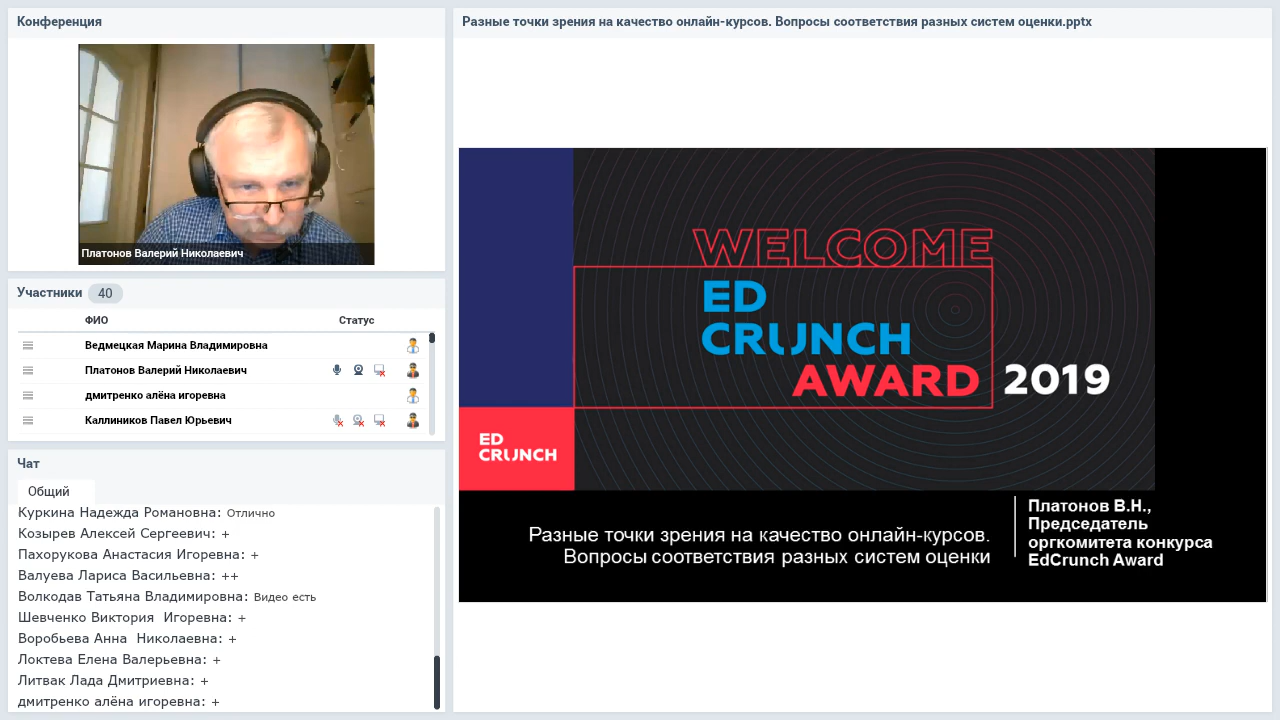 Конференция
Платонов Валерий Николаевич
Участники 40
ФИО Статус
Ведмецкая Марина Владимировна
Платонов Валерий Николаевич
дмитренко алёна игоревна
Каллиников Павел Юрьевич
Чат
Общий
Куркина Надежда Романовна: Отлично
Козырев Алексей Сергеевич: +
Пахорукова Анастасия Игоревна: +
Валуева Лариса Васильевна: ++
Волкодав Татьяна Владимировна: Видео есть
Шевченко Виктория Игоревна: +
Воробьева Анна Николаевна: +
Локтева Елена Валерьевна: +
Литвак Лада Дмитриевна: +
дмитренко алёна игоревна: +
Разные точки зрения на качество онлайн-курсов. Вопросы соответствия разных систем оценки.pptx
WELCOME
ED
CRUNCH
AWARD 2019
ED
CRUNCH
Разные точки зрения на качество онлайн-курсов.
Вопросы соответствия разных систем оценки
Платонов В.Н.,
Председатель
оргкомитета конкурса
EdCrunch Award